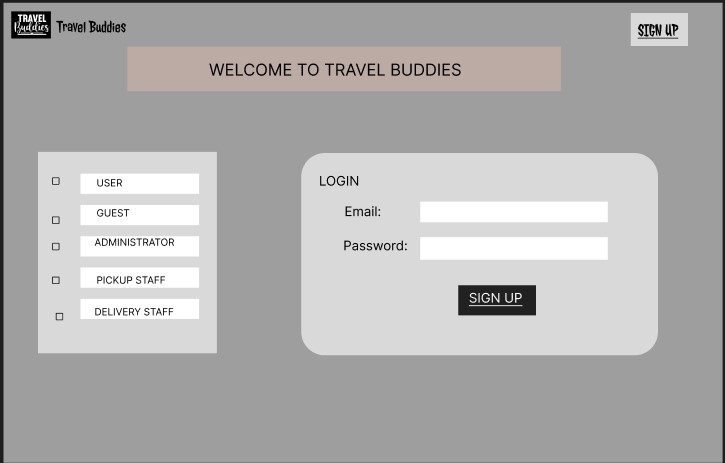 TRAVEL
Buddies
Travel Buddies
SIGN UP
WELCOME TO TRAVEL BUDDIES
USER
GUEST
ADMINISTRATOR
PICKUP STAFF
DELIVERY STAFF
LOGIN
Email:
Password:
SIGN UP